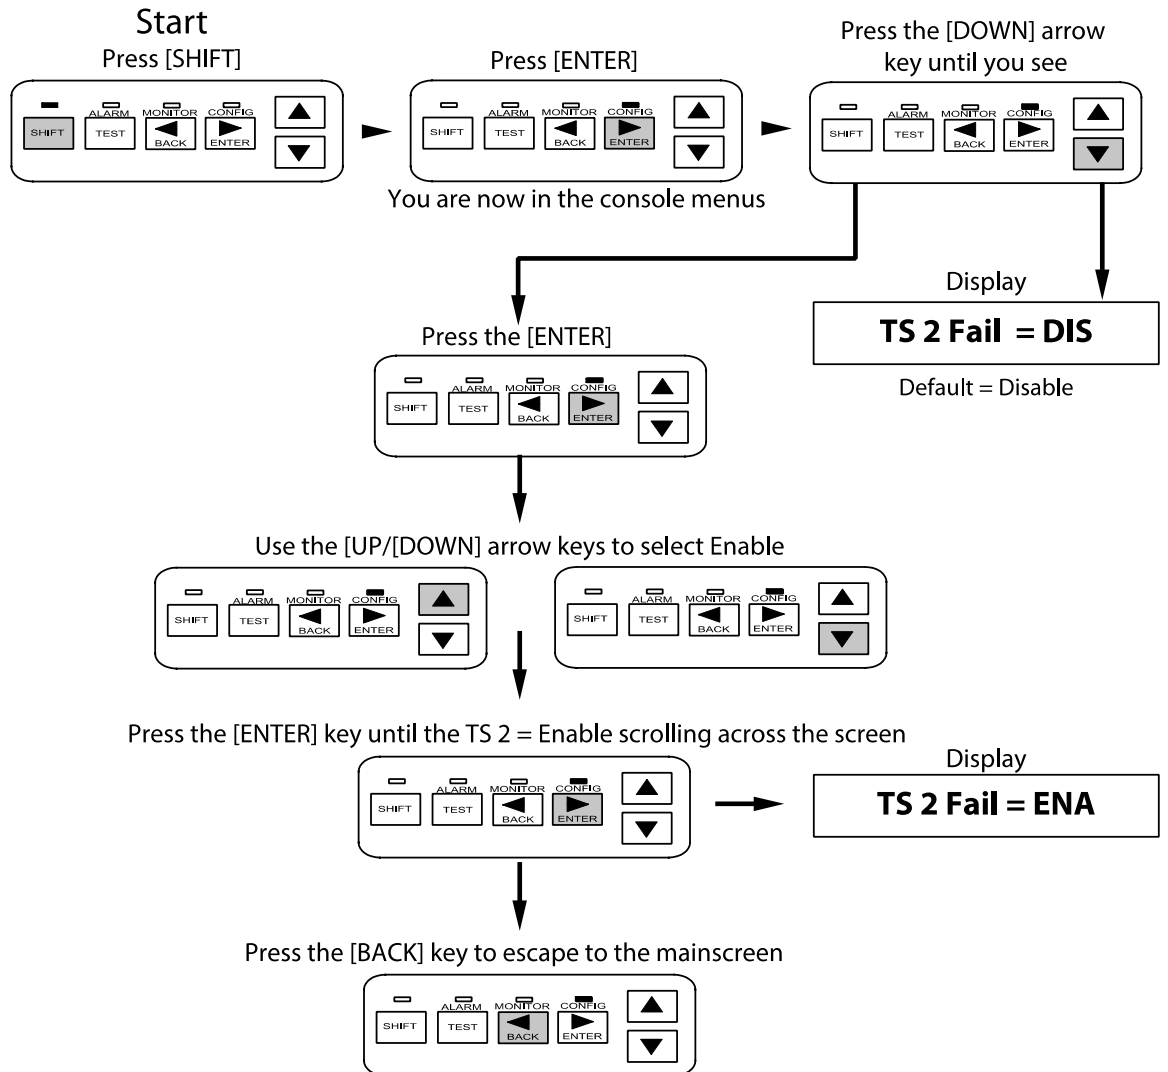 Start
Press [SHIFT]
SHIFT
ALARM
TEST
MONITOR
BACK
CONFIG
ENTER
Press [ENTER]
SHIFT
ALARM
TEST
MONITOR
BACK
CONFIG
ENTER
You are now in the console menus
Press the [DOWN] arrow
key until you see
SHIFT
ALARM
TEST
MONITOR
BACK
CONFIG
ENTER
Display
TS 2 Fail = DIS
Default = Disable
Press the [ENTER]
SHIFT
ALARM
TEST
MONITOR
BACK
CONFIG
ENTER
Use the [UP/[DOWN] arrow keys to select Enable
SHIFT
ALARM
TEST
MONITOR
BACK
CONFIG
ENTER
SHIFT
ALARM
TEST
MONITOR
BACK
CONFIG
ENTER
Press the [ENTER] key until the TS 2 = Enable scrolling across the screen
SHIFT
ALARM
TEST
MONITOR
BACK
CONFIG
ENTER
Display
TS 2 Fail = ENA
Press the [BACK] key to escape to the mainscreen
SHIFT
ALARM
TEST
MONITOR
BACK
CONFIG
ENTER